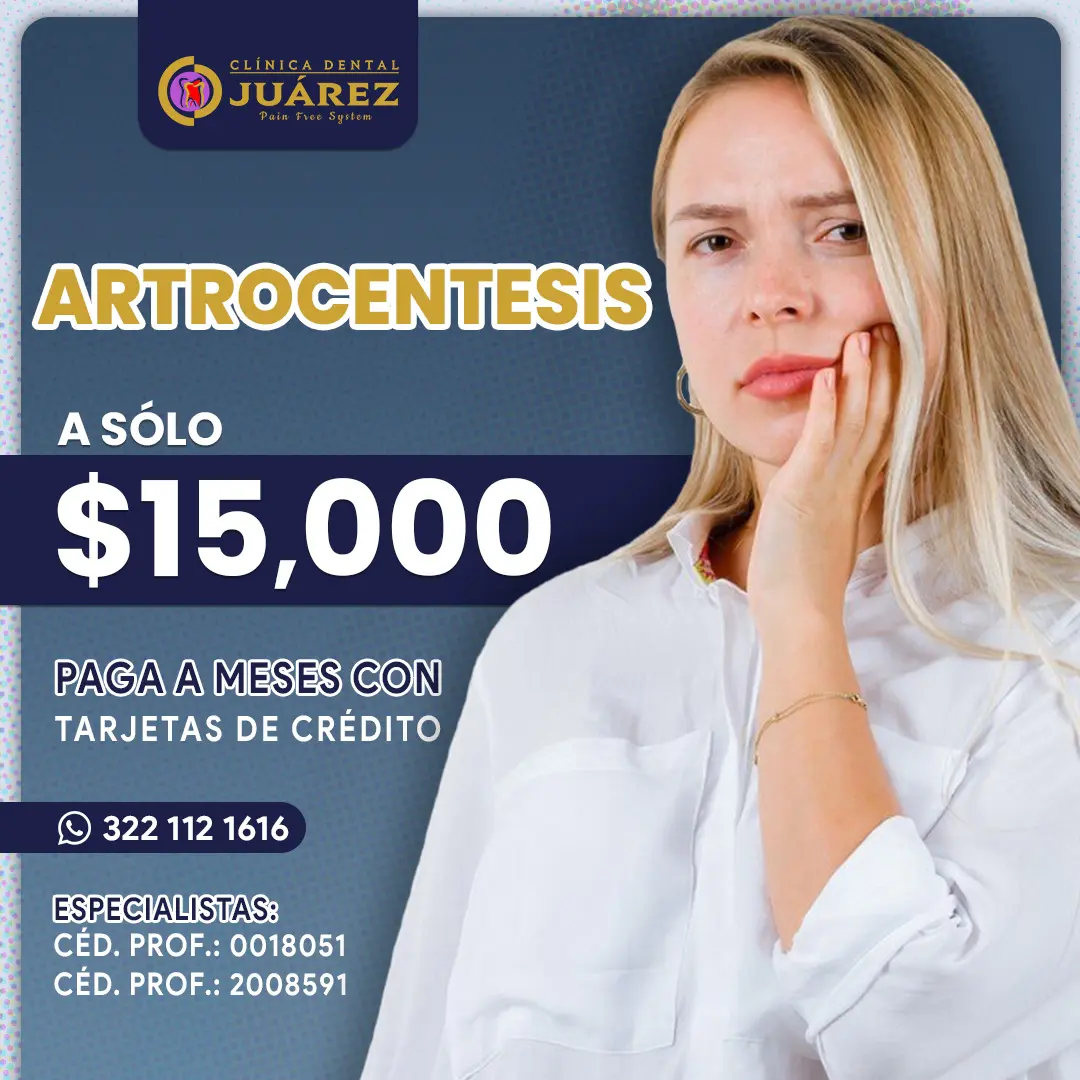 CLÍNICA DENTAL
JUÁREZ
Pain Free System
ARTROCENTESIS
A SÓLO
$15,000
PAGA A MESES CON
TARJETAS DE CRÉDITO
322 112 1616
ESPECIALISTAS:
CÉD. PROF.: 0018051
CÉD. PROF.: 2008591